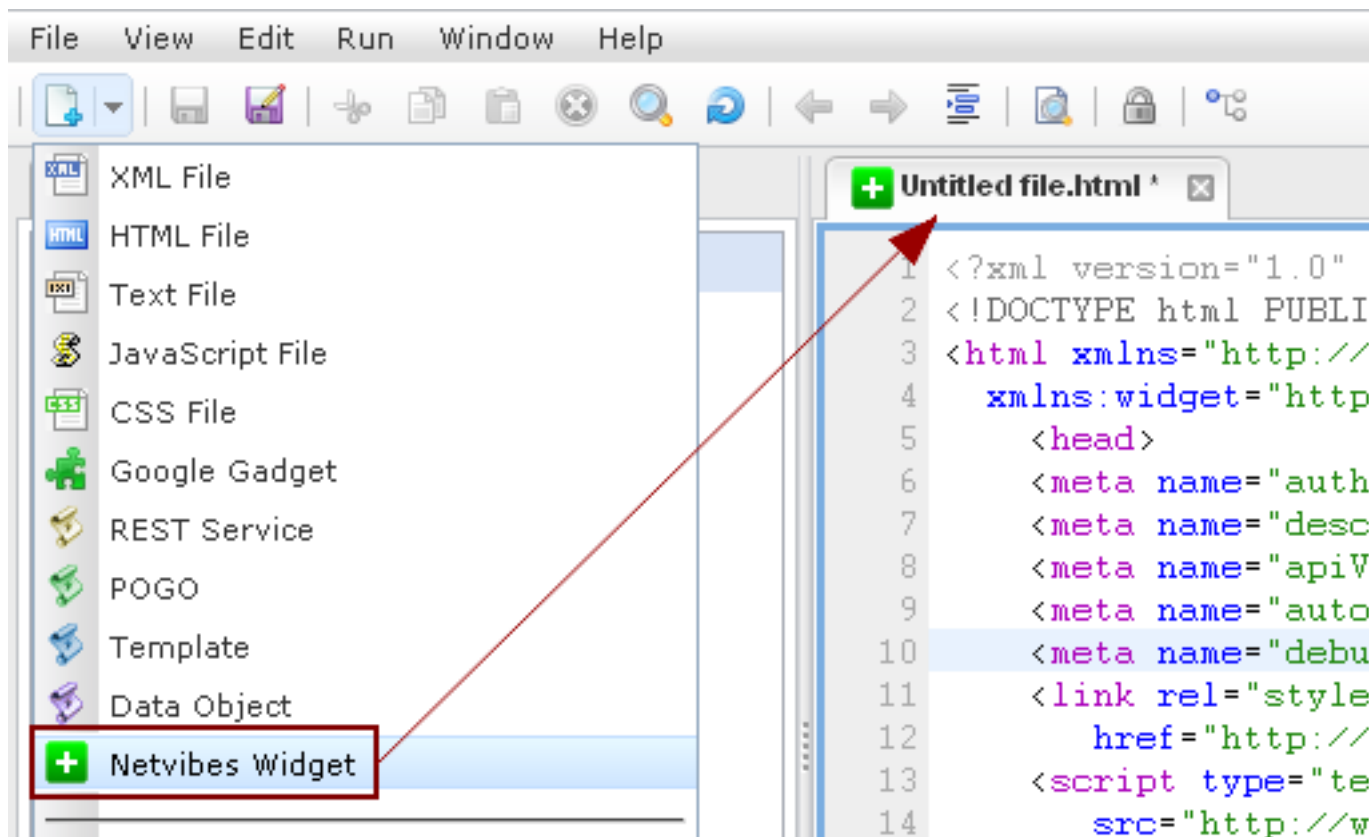 File View Edit Run Window Help
XML File
HTML File
Text File
JavaScript File
CSS File
Google Gadget
REST Service
POGO
Template
Data Object
Netvibes Widget
Untitled file.html *
1 <?xml version="1.0"
2 <!DOCTYPE html PUBLI
3 <html xmlns="http://
4 xmlns:widget="http
5 <head>
6 <meta name="auth
7 <meta name="desc
8 <meta name="apiV
9 <meta name="auto
10 <meta name="debu
11 <link rel="style
12 href="http://
13 <script type="te
14 src="http://w